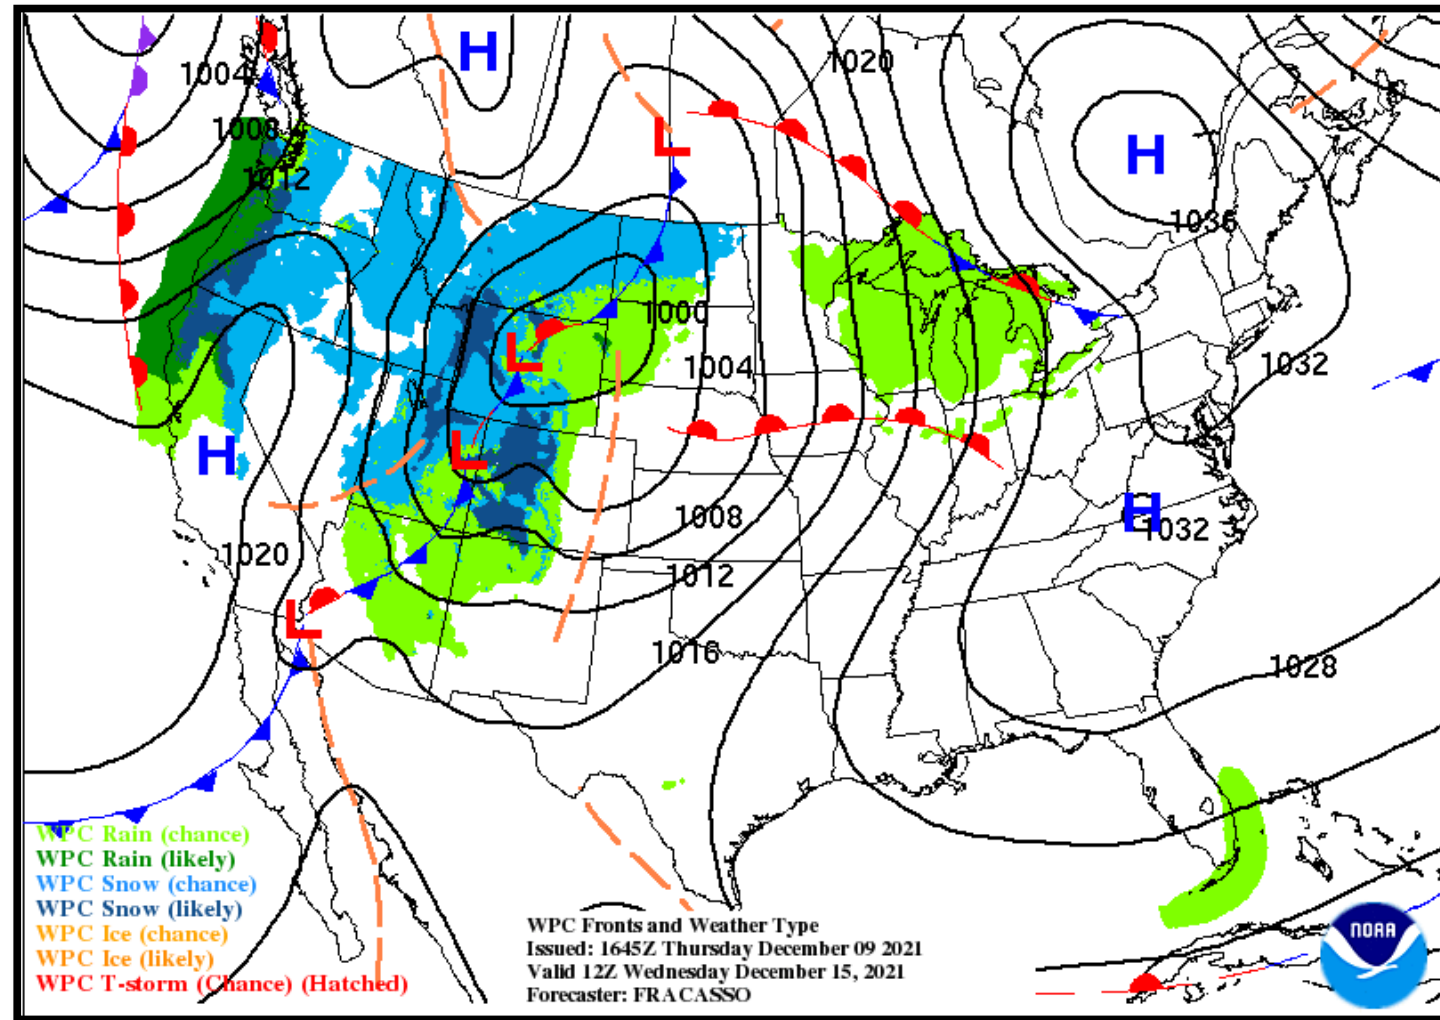 H
1020
1004
L
1008
H
1012
1036
1000
L
1004
1032
H
L
1008
H
1032
1020
1012
L
1016
1028
WPC Rain (chance)
WPC Rain (likely)
WPC Snow (chance)
WPC Snow (likely)
WPC Ice (chance)
WPC Ice (likely)
WPC T-storm (Chance) (Hatched)
WPC Fronts and Weather Type
Issued: 1645Z Thursday December 09 2021
Valid 12Z Wednesday December 15, 2021
Forecaster: FRACASSO
NOAA